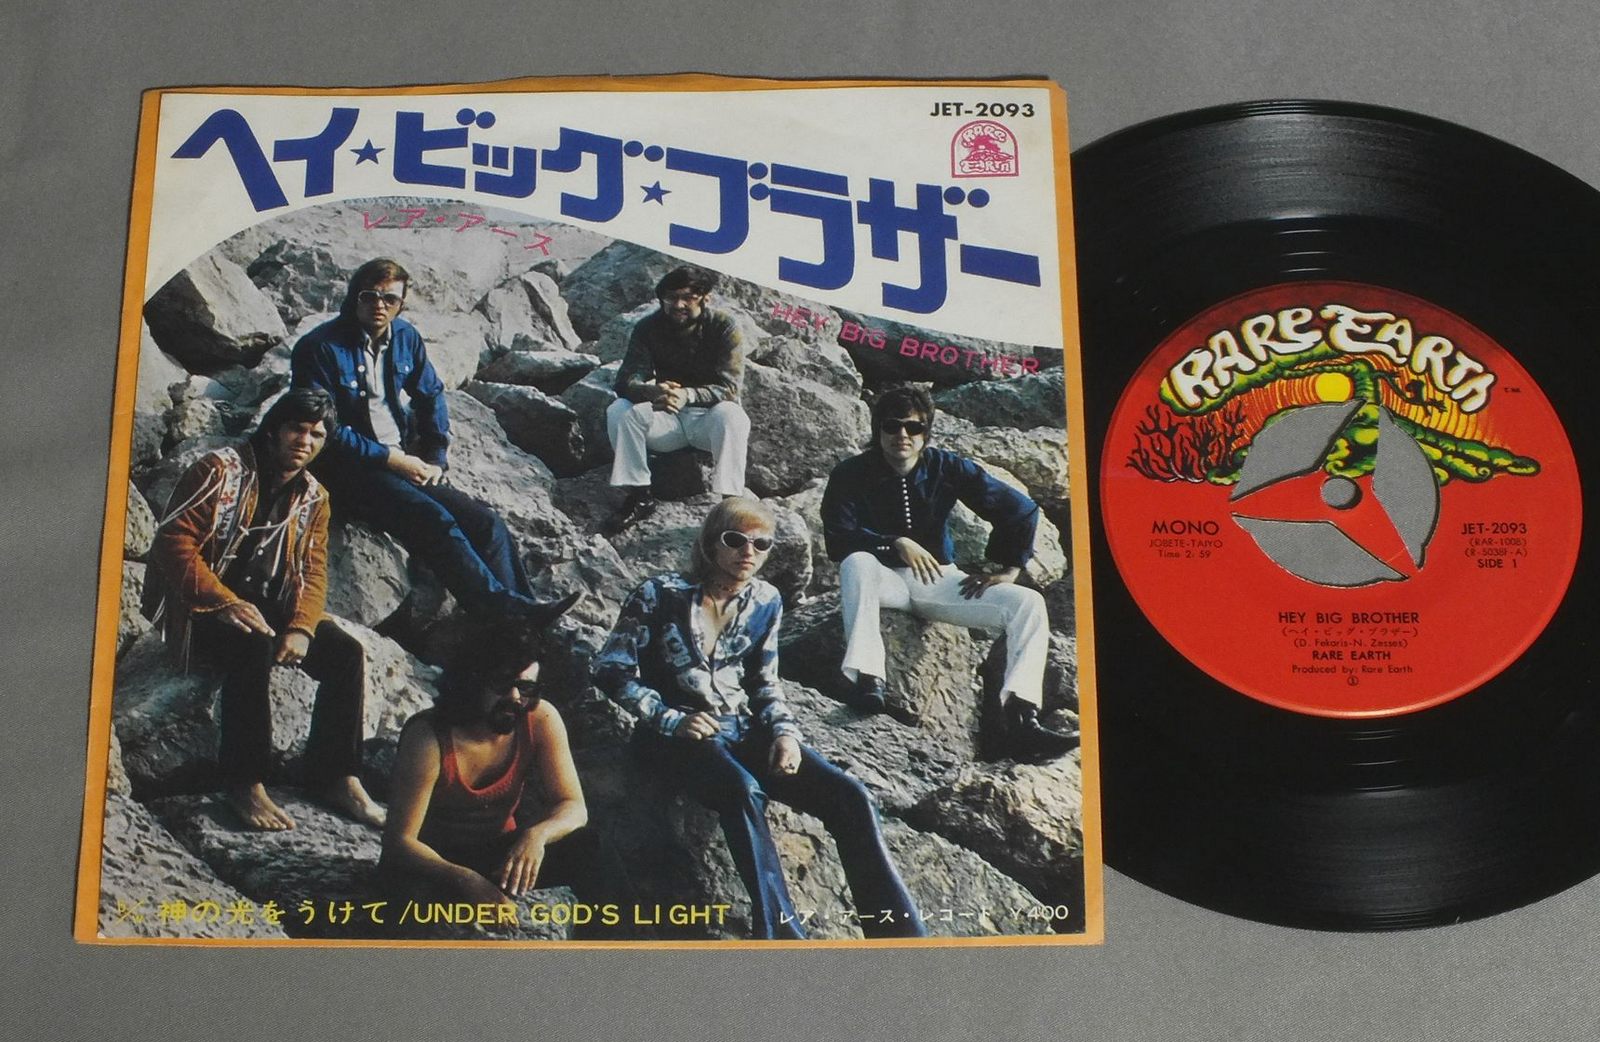 JET-2093
RARE
EARTH
ヘイ★ビッグ★ブラザー
レア・アース
HEY BIG BROTHER
b/w 神の光をうけて/UNDER GOD'S LIGHT
レア・アース・レコード ¥400
RARE EARTH
T.M.
MONO
JOBETE-TAIYO
Time 2:59
JET-2093
(RAR-1008)
(R-5038F-A)
SIDE 1
HEY BIG BROTHER
(ヘイ・ビッグ・ブラザー)
(D. Fekaris-N. Zesses)
RARE EARTH
Produced by: Rare Earth